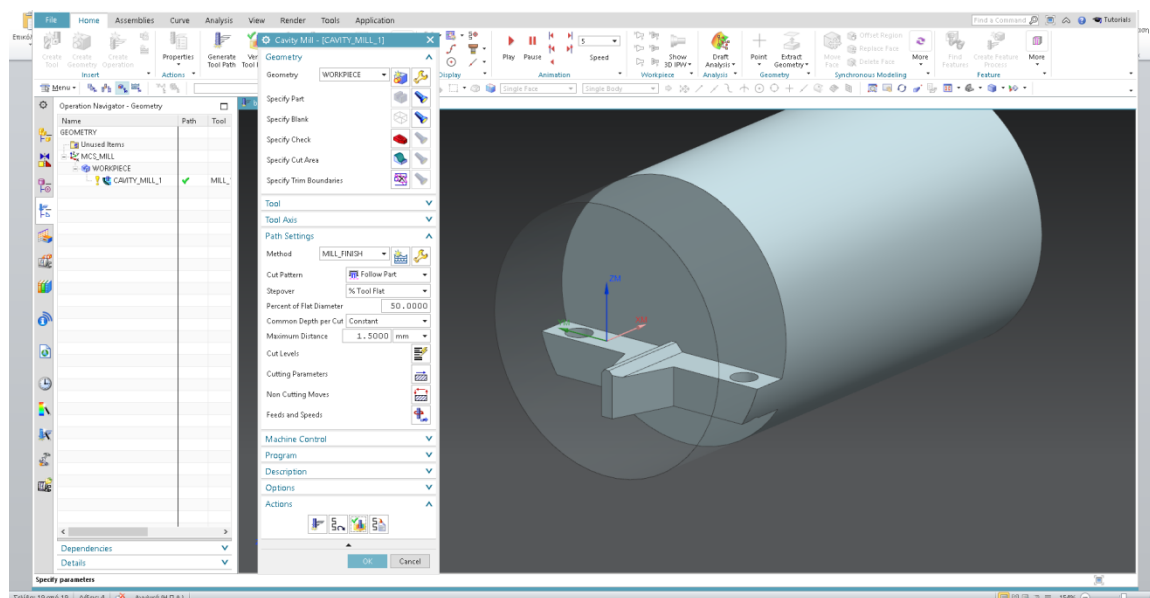 File Home Assemblies Curve Analysis View Render Tools Application
Find a Command Tutorials
Create Tool Create Geometry Create Operation Properties Generate Tool Path
Play Pause 5 Speed Show 3D IPW Draft Analysis Point Extract Geometry Move Face Offset Region Replace Face Delete Face More Find Features Create Feature Process More
Insert Actions Display Animation Workpiece Analysis Geometry Synchronous Modeling Feature
Menu Single Face Single Body
Operation Navigator - Geometry
Name Path Tool
GEOMETRY
Unused Items
MCS_MILL
WORKPIECE
CAVITY_MILL_1 MILL_
Dependencies
Details
Cavity Mill - [CAVITY_MILL_1]
Geometry
Geometry WORKPIECE
Specify Part
Specify Blank
Specify Check
Specify Cut Area
Specify Trim Boundaries
Tool
Tool Axis
Path Settings
Method MILL_FINISH
Cut Pattern Follow Part
Stepover % Tool Flat
Percent of Flat Diameter 50.0000
Common Depth per Cut Constant
Maximum Distance 1.5000 mm
Cut Levels
Cutting Parameters
Non Cutting Moves
Feeds and Speeds
Machine Control
Program
Description
Options
Actions
OK Cancel
ZM
Specify parameters